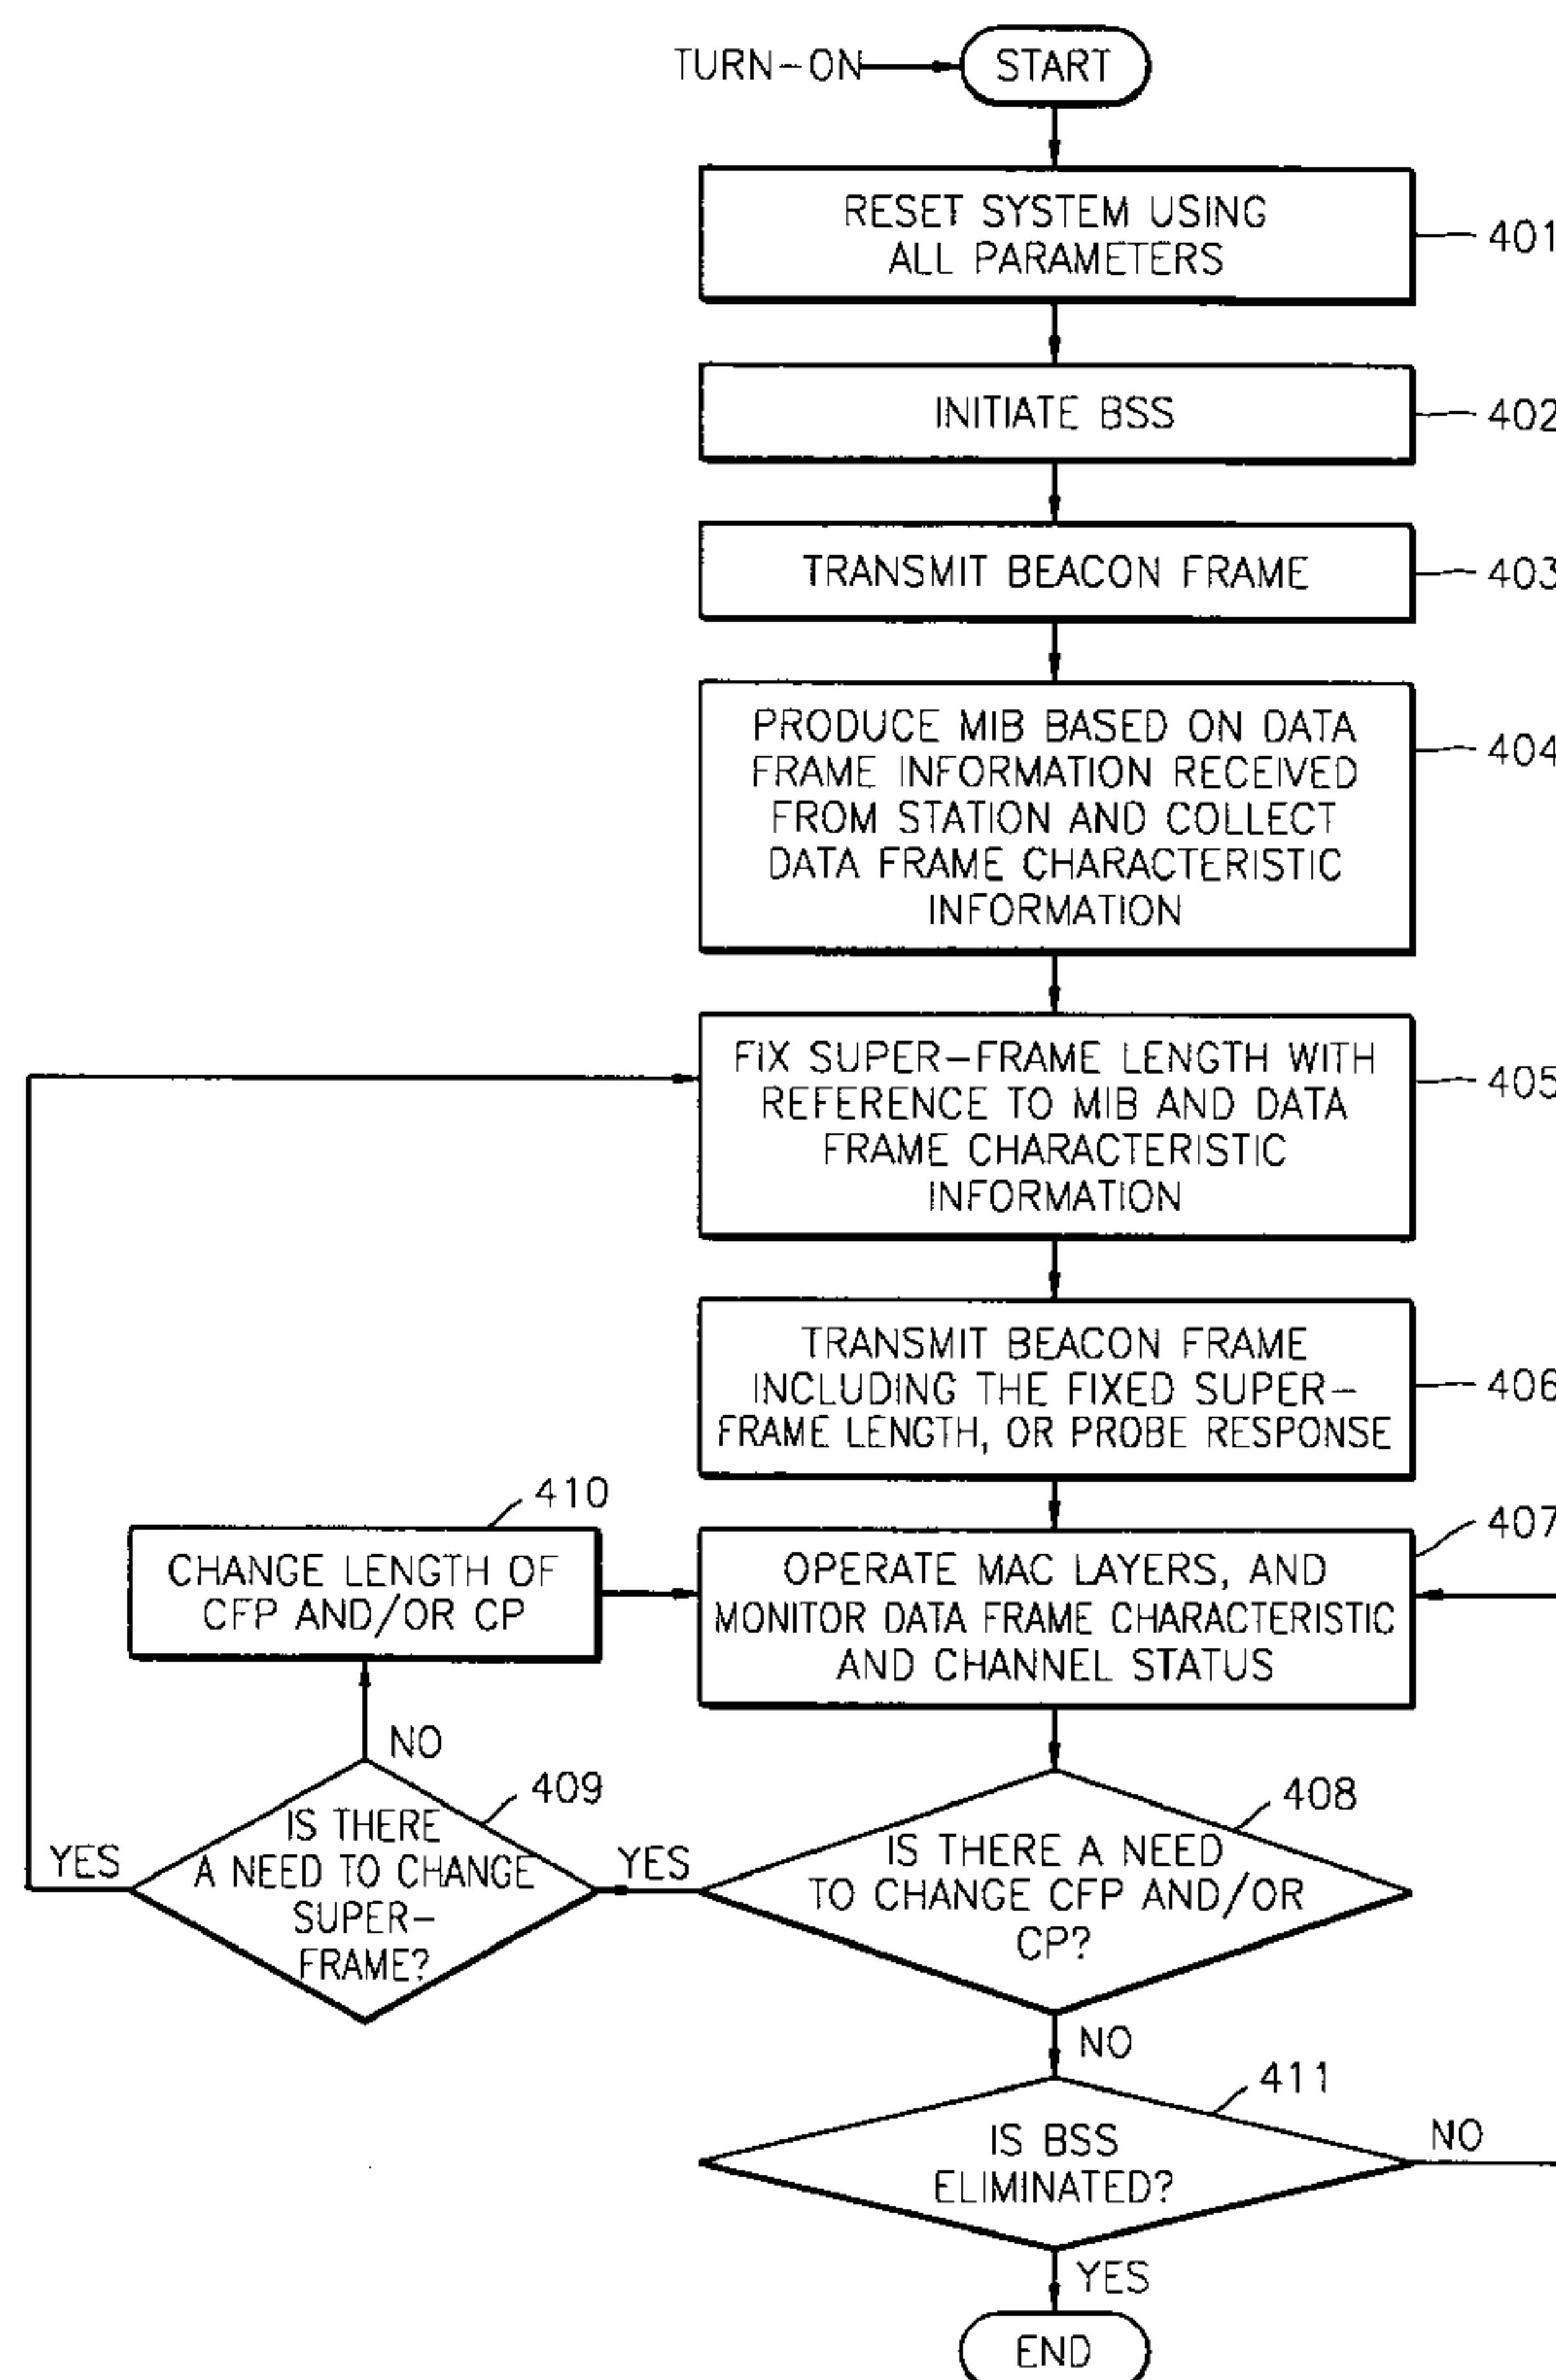 TURN-ON
START
RESET SYSTEM USING
ALL PARAMETERS
401
INITIATE BSS
402
TRANSMIT BEACON FRAME
403
PRODUCE MIB BASED ON DATA
FRAME INFORMATION RECEIVED
FROM STATION AND COLLECT
DATA FRAME CHARACTERISTIC
INFORMATION
404
FIX SUPER-FRAME LENGTH WITH
REFERENCE TO MIB AND DATA
FRAME CHARACTERISTIC
INFORMATION
405
TRANSMIT BEACON FRAME
INCLUDING THE FIXED SUPER-
FRAME LENGTH, OR PROBE RESPONSE
406
410
CHANGE LENGTH OF
CFP AND/OR CP
407
OPERATE MAC LAYERS, AND
MONITOR DATA FRAME CHARACTERISTIC
AND CHANNEL STATUS
NO
409
IS THERE
A NEED TO CHANGE
SUPER-
FRAME?
YES
YES
408
IS THERE A NEED
TO CHANGE CFP AND/OR
CP?
NO
411
IS BSS
ELIMINATED?
NO
YES
END